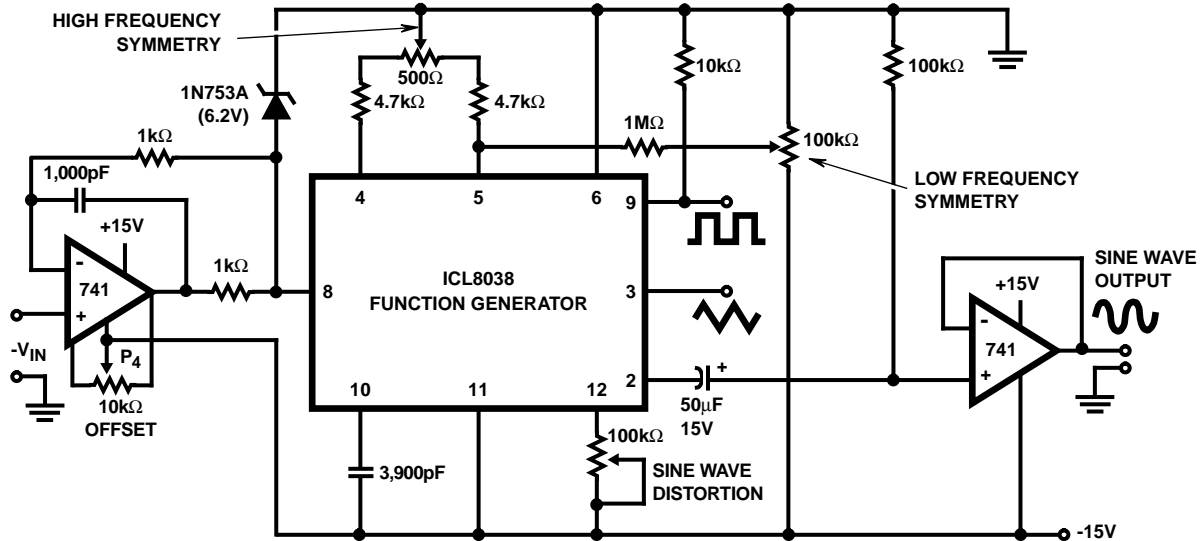 HIGH FREQUENCY
SYMMETRY
500Ω
1N753A
(6.2V)
4.7kΩ
4.7kΩ
10kΩ
100kΩ
1kΩ
1MΩ
100kΩ
1,000pF
LOW FREQUENCY
SYMMETRY
4
5
6
9
+15V
-
741
+
1kΩ
8
ICL8038
FUNCTION GENERATOR
3
SINE WAVE
OUTPUT
+15V
-
741
+
-VIN
P4
10kΩ
OFFSET
10
11
12
2
+
50μF
15V
100kΩ
3,900pF
SINE WAVE
DISTORTION
-15V